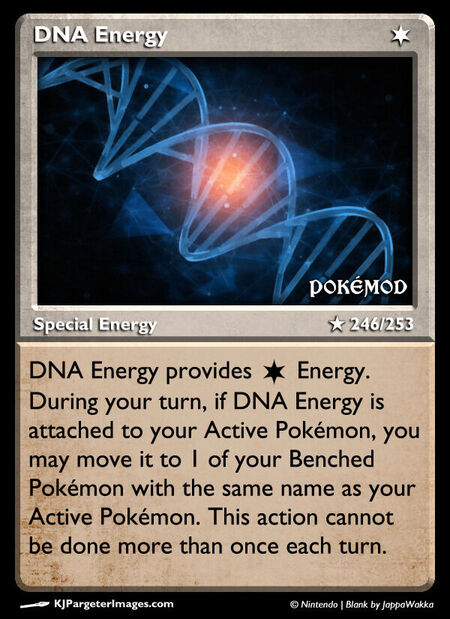 DNA Energy
POKÉMOD
Special Energy
★ 246/253
DNA Energy provides ✶ Energy.
During your turn, if DNA Energy is
attached to your Active Pokémon, you
may move it to 1 of your Benched
Pokémon with the same name as your
Active Pokémon. This action cannot
be done more than once each turn.
KJPargeterImages.com
© Nintendo | Blank by JappaWakka